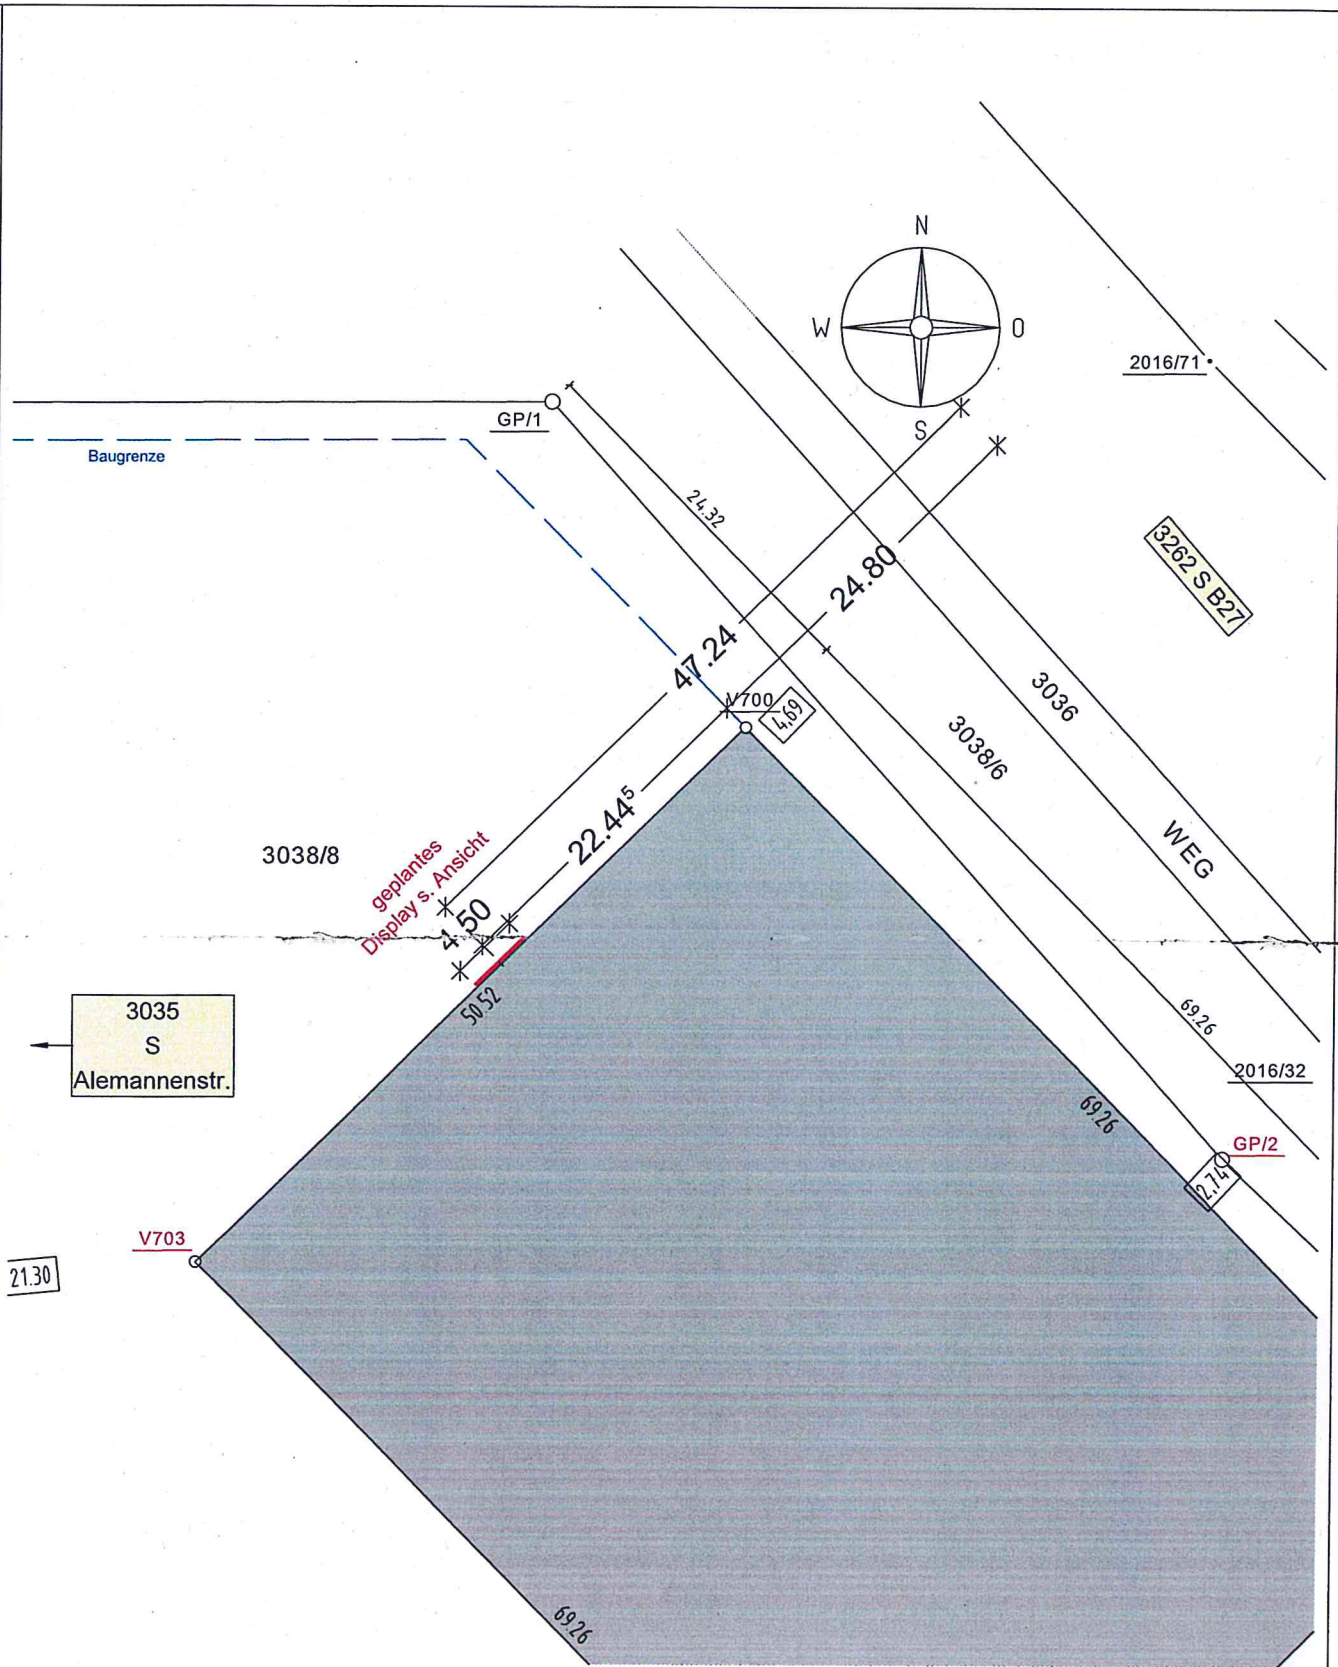 N
W
O
S
2016/71
GP/1
Baugrenze
24.32
3262 S B27
24.80
47.24
3036
V700
4,69
3038/6
22.44⁵
WEG
3038/8
geplantes
Display s. Ansicht
4.50
50.52
3035
S
Alemannenstr.
69.26
2016/32
69.26
GP/2
2,74
V703
21.30
69.26